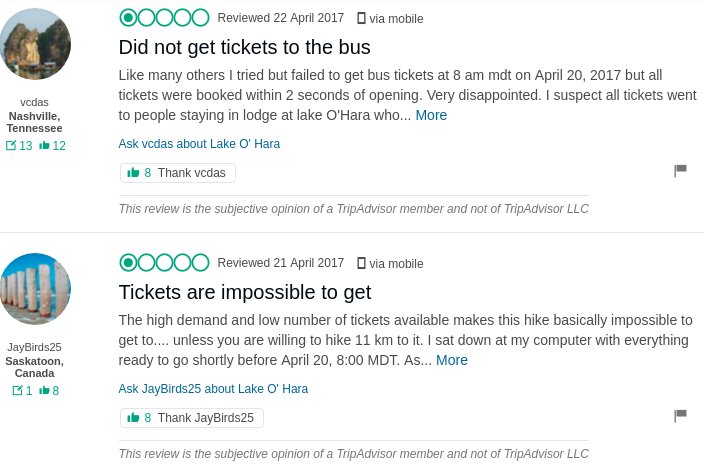 Reviewed 22 April 2017 via mobile
Did not get tickets to the bus
Like many others I tried but failed to get bus tickets at 8 am mdt on April 20, 2017 but all
tickets were booked within 2 seconds of opening. Very disappointed. I suspect all tickets went
to people staying in lodge at lake O'Hara who... More
vcdas
Nashville,
Tennessee
13 12
Ask vcdas about Lake O' Hara
8 Thank vcdas
This review is the subjective opinion of a TripAdvisor member and not of TripAdvisor LLC
Reviewed 21 April 2017 via mobile
Tickets are impossible to get
The high demand and low number of tickets available makes this hike basically impossible to
get to.... unless you are willing to hike 11 km to it. I sat down at my computer with everything
ready to go shortly before April 20, 8:00 MDT. As... More
JayBirds25
Saskatoon,
Canada
1 8
Ask JayBirds25 about Lake O' Hara
8 Thank JayBirds25
This review is the subjective opinion of a TripAdvisor member and not of TripAdvisor LLC